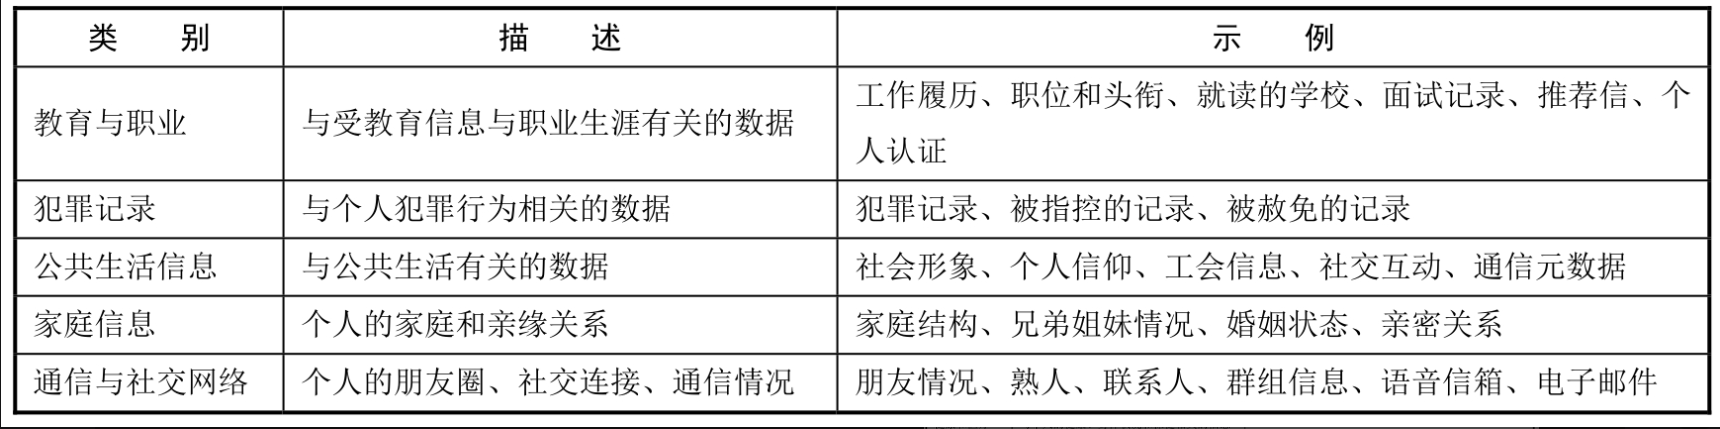 类 别 描 述 示 例
教育与职业 与受教育信息与职业生涯有关的数据 工作履历、职位和头衔、就读的学校、面试记录、推荐信、个
人认证
犯罪记录 与个人犯罪行为相关的数据 犯罪记录、被指控的记录、被赦免的记录
公共生活信息 与公共生活有关的数据 社会形象、个人信仰、工会信息、社交互动、通信元数据
家庭信息 个人的家庭和亲缘关系 家庭结构、兄弟姐妹情况、婚姻状态、亲密关系
通信与社交网络 个人的朋友圈、社交连接、通信情况 朋友情况、熟人、联系人、群组信息、语音信箱、电子邮件